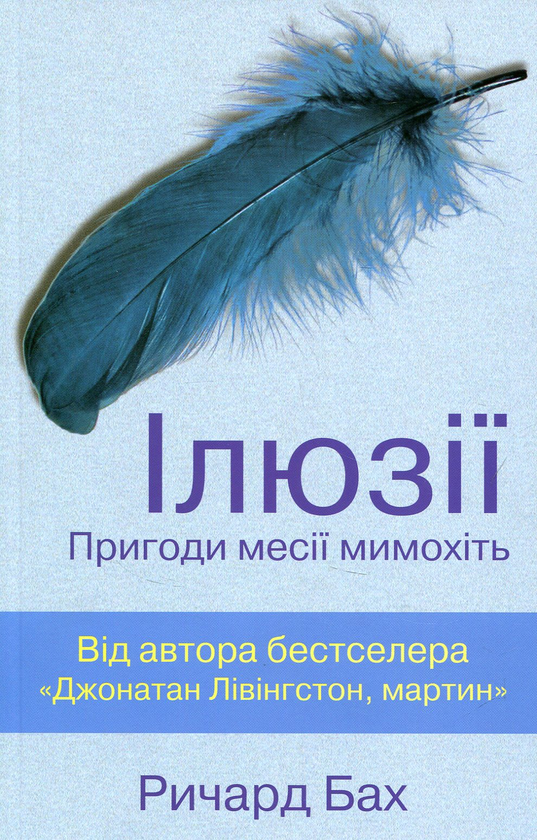 Ілюзії
Пригоди месії мимохіть
Від автора бестселера
«Джонатан Лівінгстон, мартин»
Ричард Бах